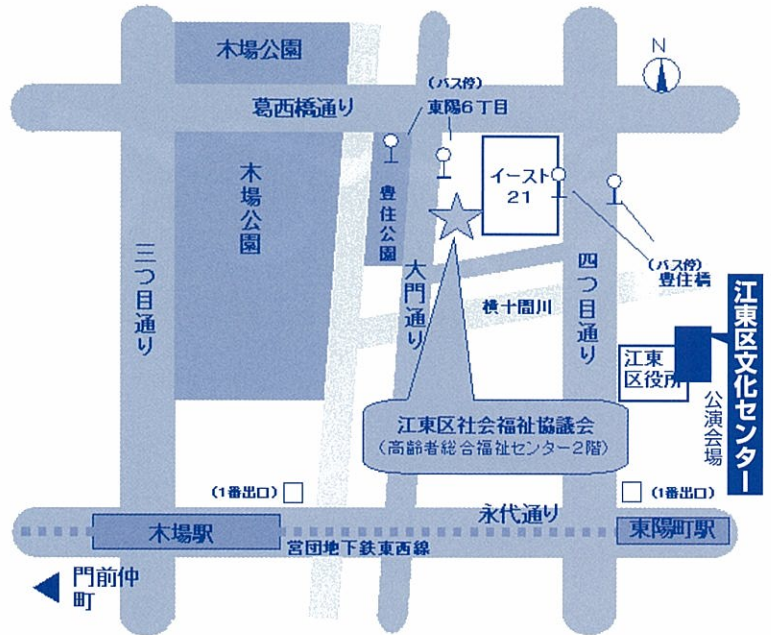 木場公園
N
(バス停)
東陽6丁目
葛西橋通り
木場公園
豊住公園
イースト
21
三つ目通り
大門通り
四つ目通り
(バス停)
豊住橋
横十間川
江東区文化センター
公演会場
江東
区役所
江東区社会福祉協議会
(高齢者総合福祉センター2階)
(1番出口)
(1番出口)
永代通り
木場駅
東陽町駅
営団地下鉄東西線
門前仲
町